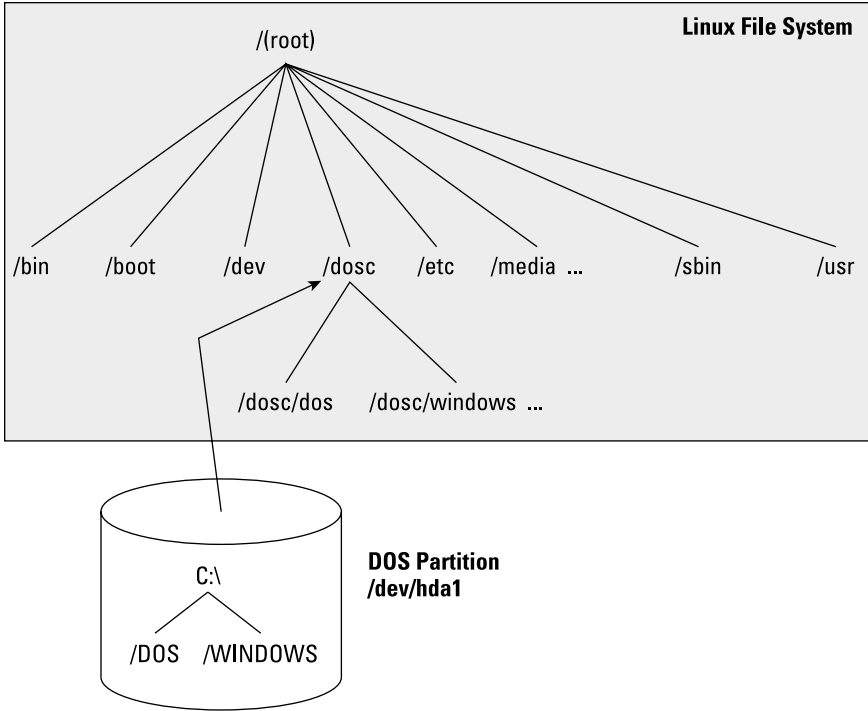 Linux File System
/(root)
/bin /boot /dev /dosc /etc /media ... /sbin /usr
/dosc/dos /dosc/windows ...
DOS Partition
/dev/hda1
C:\
/DOS /WINDOWS